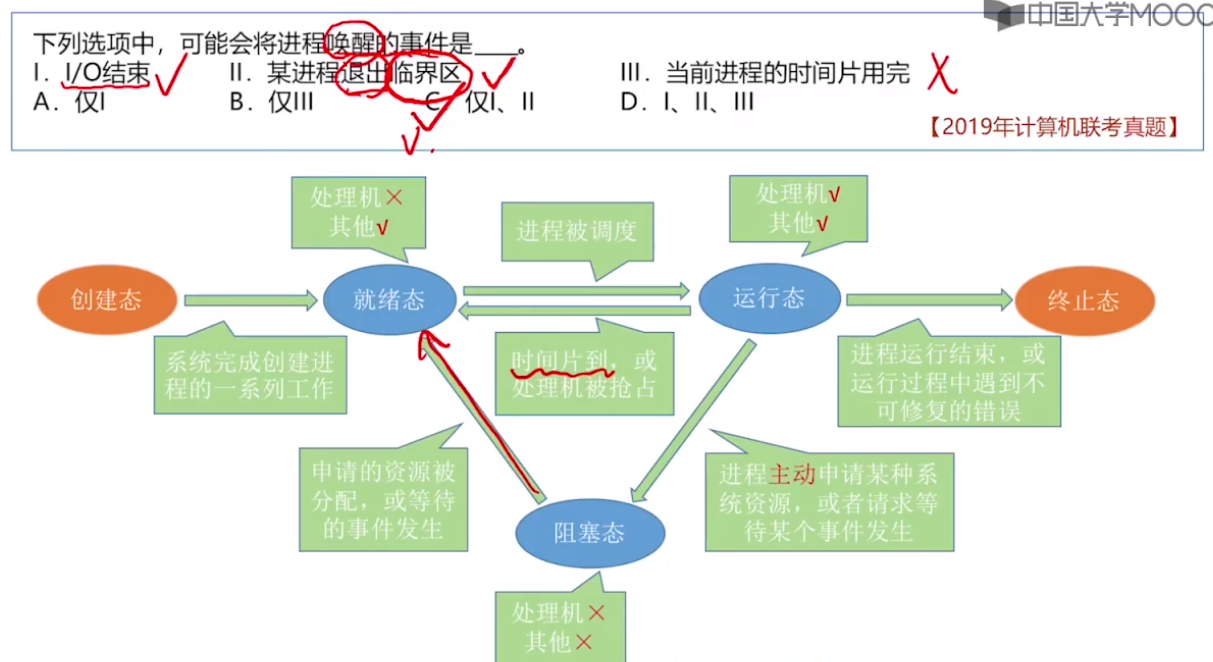 中国大学MOOC
下列选项中，可能会将进程唤醒的事件是___。
I．I/O结束 II．某进程退出临界区 III．当前进程的时间片用完
A．仅I B．仅III C．仅I、II D．I、II、III
【2019年计算机联考真题】
处理机×
其他√
进程被调度
处理机√
其他√
创建态
就绪态
运行态
终止态
系统完成创建进
程的一系列工作
时间片到，或
处理机被抢占
进程运行结束，或
运行过程中遇到不
可修复的错误
申请的资源被
分配，或等待
的事件发生
进程主动申请某种系
统资源，或者请求等
待某个事件发生
阻塞态
处理机×
其他×